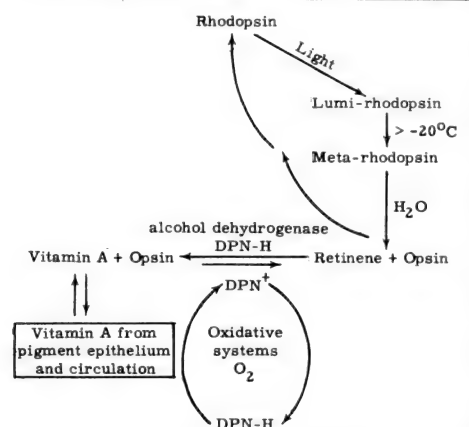 Rhodopsin
Light
Lumi-rhodopsin
> -20°C
Meta-rhodopsin
H₂O
alcohol dehydrogenase
DPN-H
Vitamin A + Opsin
Retinene + Opsin
DPN⁺
Vitamin A from
pigment epithelium
and circulation
Oxidative
systems
O₂
DPN-H